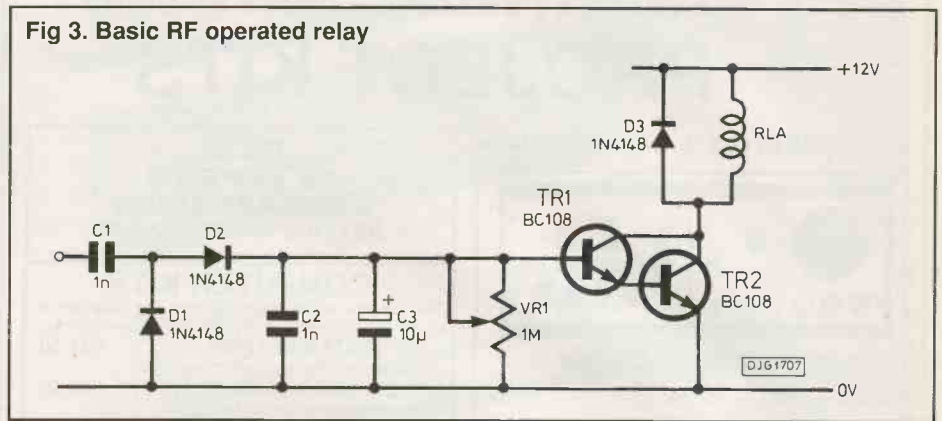 Fig 3. Basic RF operated relay
+12V
D3
1N4148
RLA
TR1
BC108
C1
1n
D2
1N4148
D1
1N4148
C2
1n
+
C3
10µ
VR1
1M
TR2
BC108
DJG1707
0V